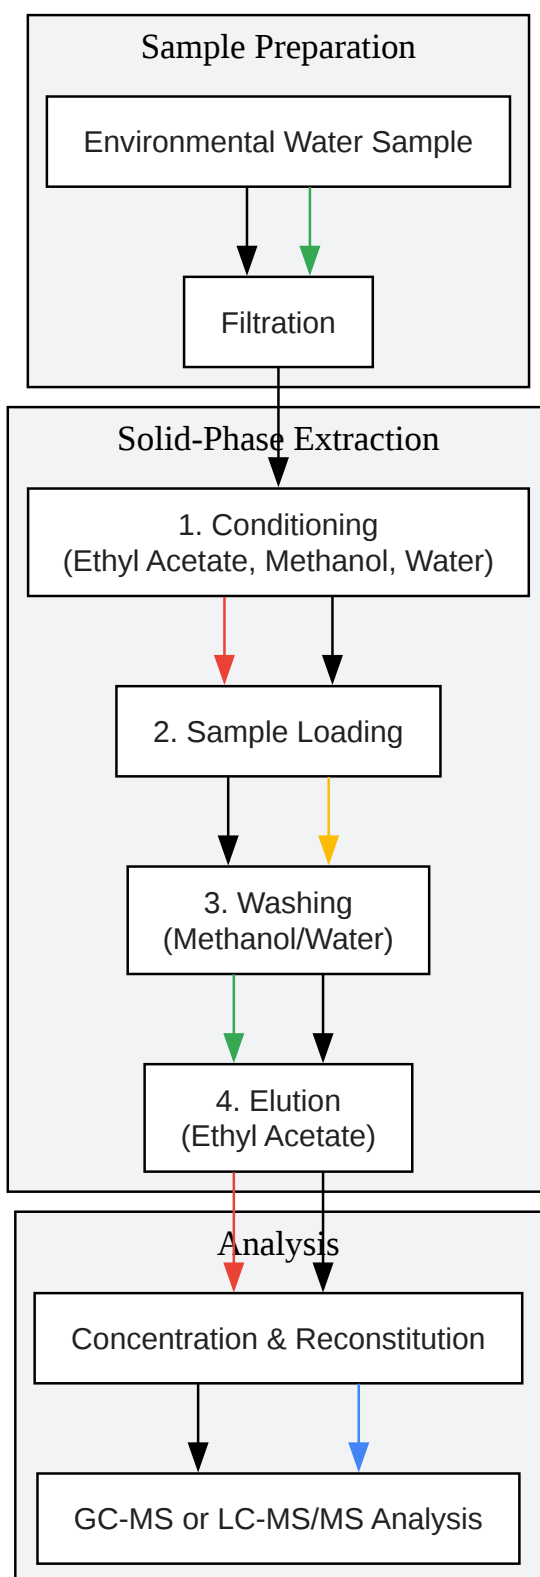 Sample Preparation
Environmental Water Sample
Filtration
Solid-Phase Extraction
1. Conditioning
(Ethyl Acetate, Methanol, Water)
2. Sample Loading
3. Washing
(Methanol/Water)
4. Elution
(Ethyl Acetate)
Analysis
Concentration & Reconstitution
GC-MS or LC-MS/MS Analysis